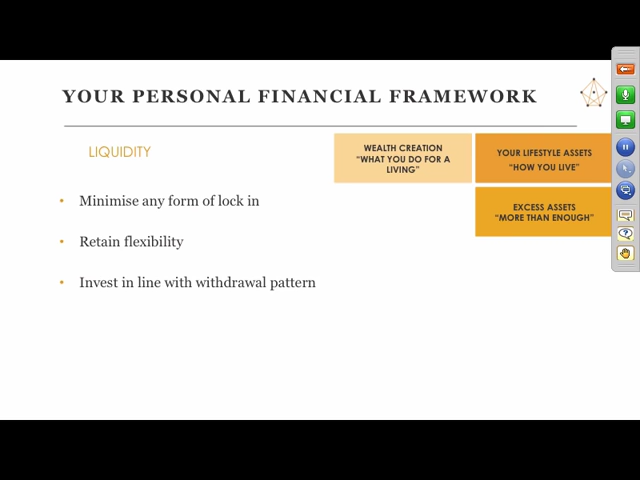 YOUR PERSONAL FINANCIAL FRAMEWORK
LIQUIDITY
• Minimise any form of lock in
• Retain flexibility
• Invest in line with withdrawal pattern
WEALTH CREATION
“WHAT YOU DO FOR A
LIVING”
YOUR LIFESTYLE ASSETS
“HOW YOU LIVE”
EXCESS ASSETS
“MORE THAN ENOUGH”